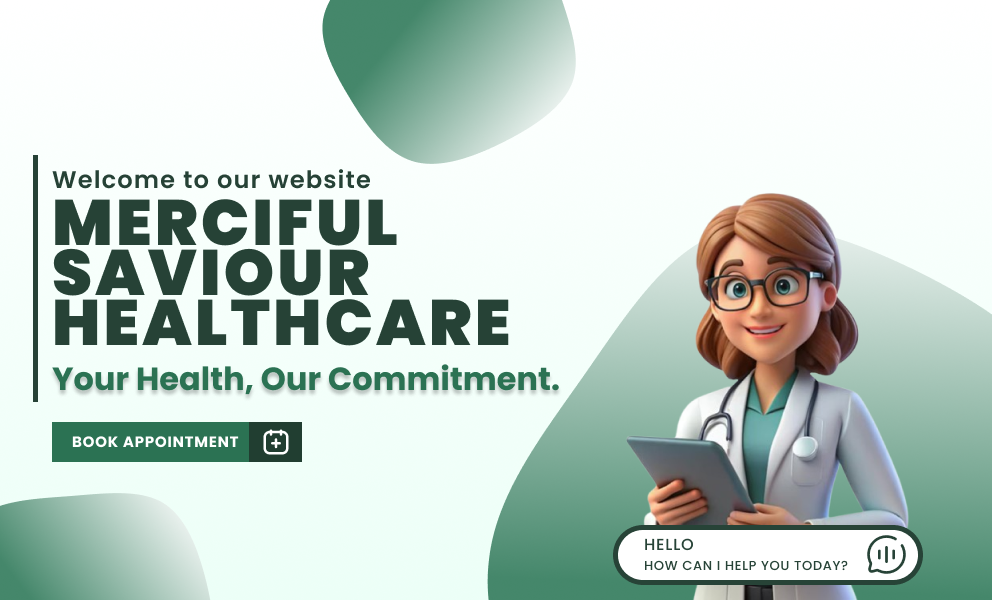 Welcome to our website
MERCIFUL
SAVIOUR
HEALTHCARE
Your Health, Our Commitment.
BOOK APPOINTMENT
HELLO
HOW CAN I HELP YOU TODAY?